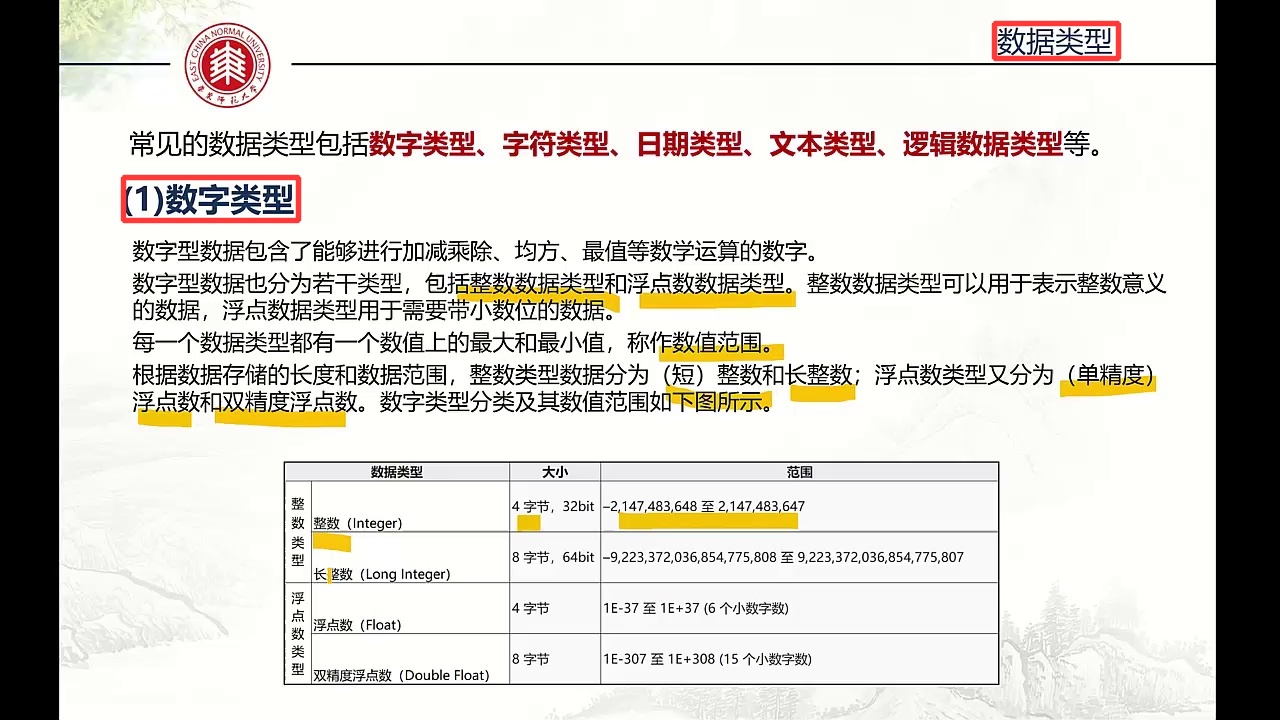 EAST CHINA NORMAL UNIVERSITY
华东师范大学
数据类型
常见的数据类型包括数字类型、字符类型、日期类型、文本类型、逻辑数据类型等。
(1)数字类型
数字型数据包含了能够进行加减乘除、均方、最值等数学运算的数字。
数字型数据也分为若干类型，包括整数数据类型和浮点数数据类型。整数数据类型可以用于表示整数意义
的数据，浮点数据类型用于需要带小数位的数据。
每一个数据类型都有一个数值上的最大和最小值，称作数值范围。
根据数据存储的长度和数据范围，整数类型数据分为（短）整数和长整数；浮点数类型又分为（单精度）
浮点数和双精度浮点数。数字类型分类及其数值范围如下图所示。
数据类型 大小 范围
整数类型 整数（Integer) 4 字节，32bit –2,147,483,648 至 2,147,483,647
长整数（Long Integer) 8 字节，64bit –9,223,372,036,854,775,808 至 9,223,372,036,854,775,807
浮点数类型 浮点数（Float) 4 字节 1E-37 至 1E+37 (6 个小数字数)
双精度浮点数（Double Float) 8 字节 1E-307 至 1E+308 (15 个小数字数)